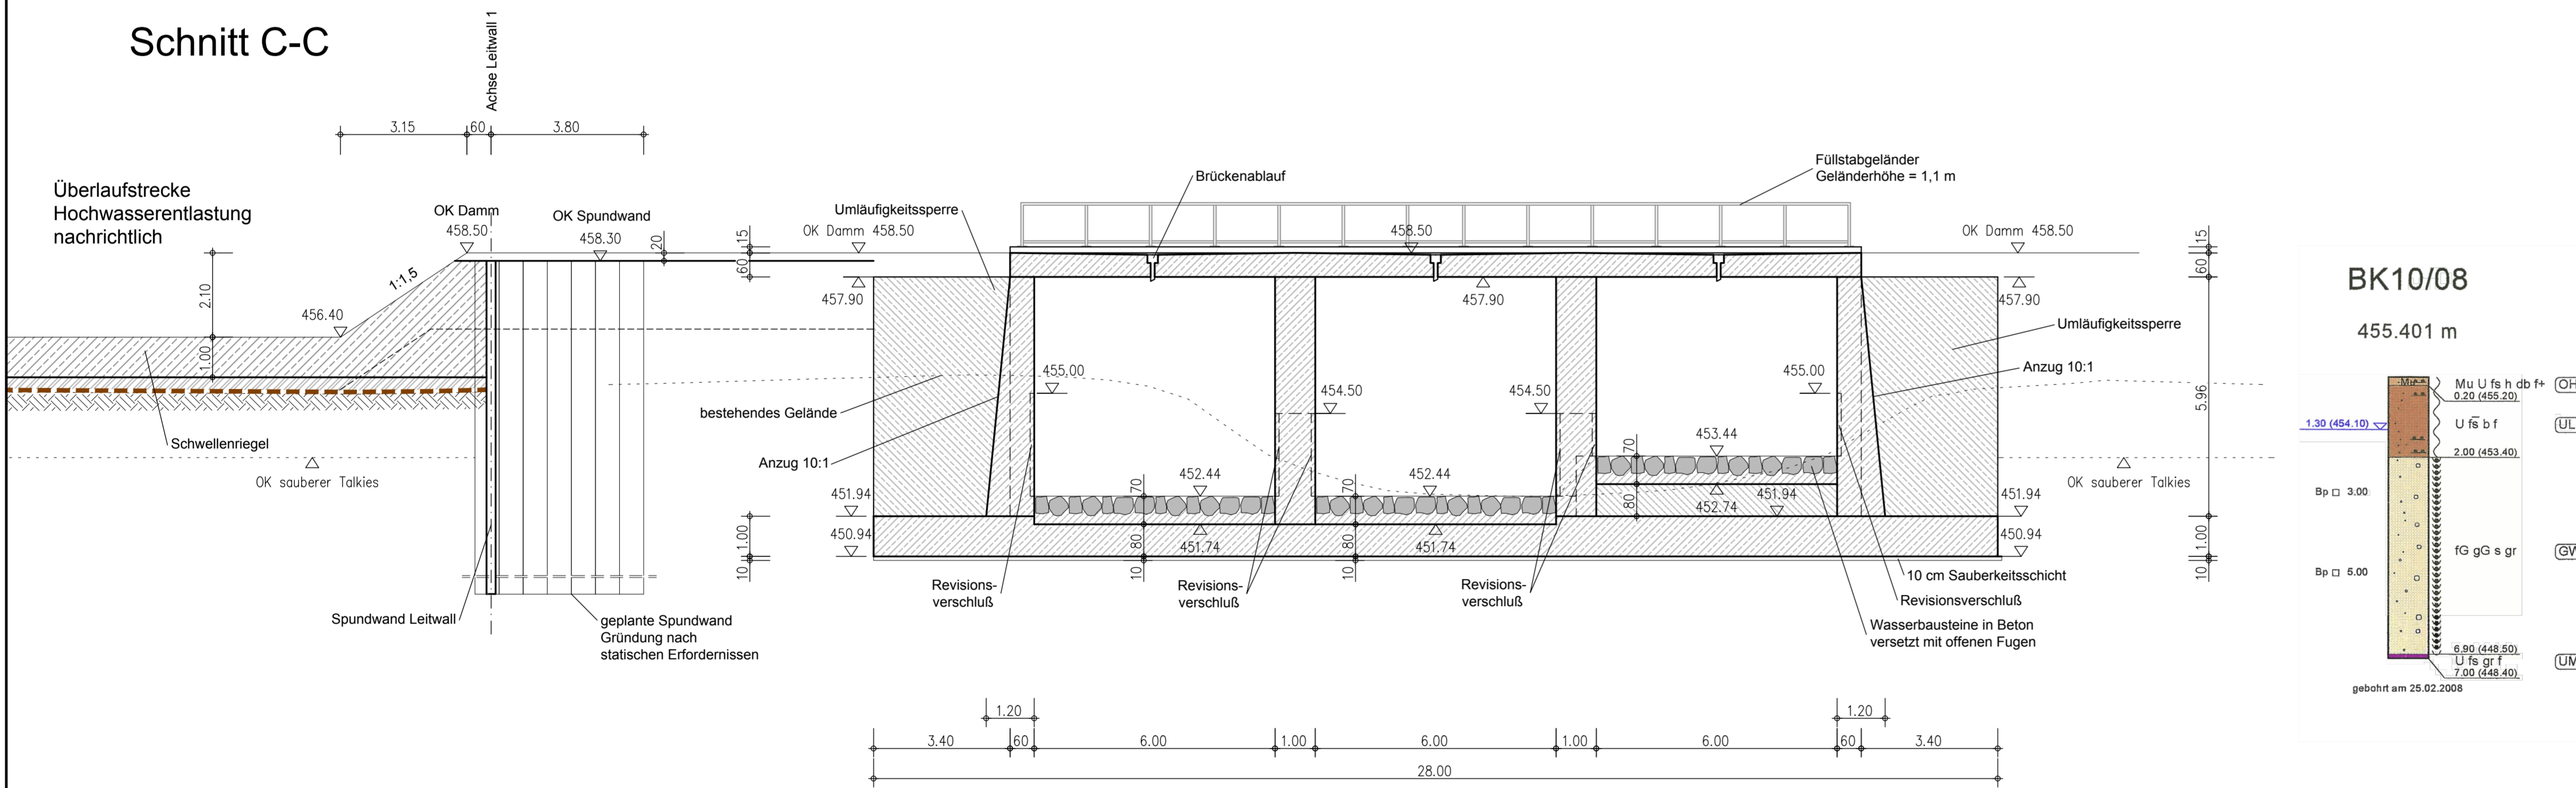 Schnitt C-C
Achse Leitwall 1
3.15
60
3.80
Überlaufstrecke
Hochwasserentlastung
nachrichtlich
OK Damm
458.50
OK Spundwand
458.30
20
15
60
2.10
1:1,5
456.40
1.00
Schwellenriegel
OK sauberer Talkies
Spundwand Leitwall
geplante Spundwand
Gründung nach
statischen Erfordernissen
1.00
10
Umläufigkeitssperre
OK Damm 458.50
457.90
bestehendes Gelände
Anzug 10:1
451.94
450.94
Brückenablauf
458.50
457.90
Füllstabgeländer
Geländerhöhe = 1,1 m
455.00
454.50
454.50
455.00
452.44
452.44
453.44
70
70
70
80
80
80
451.74
451.74
452.74
451.94
10
10
Revisions-
verschluß
Revisions-
verschluß
Revisions-
verschluß
OK Damm 458.50
457.90
Umläufigkeitssperre
Anzug 10:1
OK sauberer Talkies
451.94
450.94
10 cm Sauberkeitsschicht
Revisionsverschluß
Wasserbausteine in Beton
versetzt mit offenen Fugen
15
60
5.96
1.00
10
1.20
1.20
3.40
60
6.00
1.00
6.00
1.00
6.00
60
3.40
28.00
BK10/08
455.401 m
Mu
Mu U fs h db f+
OH
0.20 (455.20)
1.30 (454.10)
U fs̄ b f
UL
2.00 (453.40)
Bp 3.00
fG gG s gr
GW
Bp 5.00
6.90 (448.50)
U fs gr f
UM
7.00 (448.40)
gebohrt am 25.02.2008